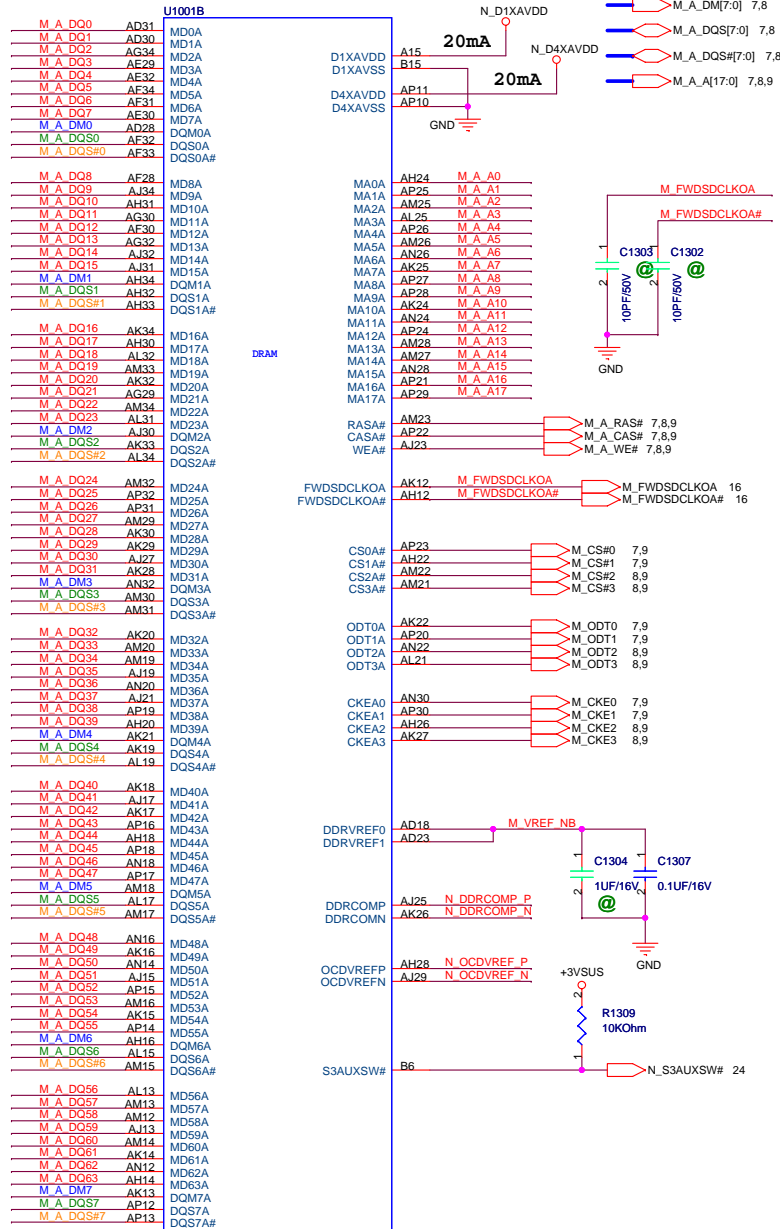 U1001B
M_A_DQ0 AD31 MD0A
M_A_DQ1 AD30 MD1A
M_A_DQ2 AG34 MD2A
M_A_DQ3 AE29 MD3A
M_A_DQ4 AE32 MD4A
M_A_DQ5 AF34 MD5A
M_A_DQ6 AF31 MD6A
M_A_DQ7 AE30 MD7A
M_A_DM0 AD28 DQM0A
M_A_DQS0 AF32 DQS0A
M_A_DQS#0 AF33 DQS0A#
M_A_DQ8 AF28 MD8A
M_A_DQ9 AJ34 MD9A
M_A_DQ10 AH31 MD10A
M_A_DQ11 AG30 MD11A
M_A_DQ12 AF30 MD12A
M_A_DQ13 AG32 MD13A
M_A_DQ14 AJ32 MD14A
M_A_DQ15 AJ31 MD15A
M_A_DM1 AH34 DQM1A
M_A_DQS1 AH32 DQS1A
M_A_DQS#1 AH33 DQS1A#
M_A_DQ16 AK34 MD16A
M_A_DQ17 AH30 MD17A
M_A_DQ18 AL32 MD18A
M_A_DQ19 AM33 MD19A
M_A_DQ20 AK32 MD20A
M_A_DQ21 AG29 MD21A
M_A_DQ22 AM34 MD22A
M_A_DQ23 AL31 MD23A
M_A_DM2 AJ30 DQM2A
M_A_DQS2 AK33 DQS2A
M_A_DQS#2 AL34 DQS2A#
M_A_DQ24 AM32 MD24A
M_A_DQ25 AP32 MD25A
M_A_DQ26 AP31 MD26A
M_A_DQ27 AM29 MD27A
M_A_DQ28 AK30 MD28A
M_A_DQ29 AK29 MD29A
M_A_DQ30 AJ27 MD30A
M_A_DQ31 AK28 MD31A
M_A_DM3 AN32 DQM3A
M_A_DQS3 AM30 DQS3A
M_A_DQS#3 AM31 DQS3A#
M_A_DQ32 AK20 MD32A
M_A_DQ33 AM20 MD33A
M_A_DQ34 AM19 MD34A
M_A_DQ35 AJ19 MD35A
M_A_DQ36 AN20 MD36A
M_A_DQ37 AJ21 MD37A
M_A_DQ38 AP19 MD38A
M_A_DQ39 AH20 MD39A
M_A_DM4 AK21 DQM4A
M_A_DQS4 AK19 DQS4A
M_A_DQS#4 AL19 DQS4A#
M_A_DQ40 AK18 MD40A
M_A_DQ41 AJ17 MD41A
M_A_DQ42 AK17 MD42A
M_A_DQ43 AP16 MD43A
M_A_DQ44 AH18 MD44A
M_A_DQ45 AP18 MD45A
M_A_DQ46 AN18 MD46A
M_A_DQ47 AP17 MD47A
M_A_DM5 AM18 DQM5A
M_A_DQS5 AL17 DQS5A
M_A_DQS#5 AM17 DQS5A#
M_A_DQ48 AN16 MD48A
M_A_DQ49 AK16 MD49A
M_A_DQ50 AN14 MD50A
M_A_DQ51 AJ15 MD51A
M_A_DQ52 AP15 MD52A
M_A_DQ53 AM16 MD53A
M_A_DQ54 AK15 MD54A
M_A_DQ55 AP14 MD55A
M_A_DM6 AH16 DQM6A
M_A_DQS6 AL15 DQS6A
M_A_DQS#6 AM15 DQS6A#
M_A_DQ56 AL13 MD56A
M_A_DQ57 AM13 MD57A
M_A_DQ58 AM12 MD58A
M_A_DQ59 AJ13 MD59A
M_A_DQ60 AM14 MD60A
M_A_DQ61 AK14 MD61A
M_A_DQ62 AN12 MD62A
M_A_DQ63 AH14 MD63A
M_A_DM7 AK13 DQM7A
M_A_DQS7 AP12 DQS7A
M_A_DQS#7 AP13 DQS7A#
DRAM
N_D1XAVDD
20mA
N_D4XAVDD
20mA
D1XAVDD A15
D1XAVSS B15
D4XAVDD AP11
D4XAVSS AP10
GND
MA0A AH24 M_A_A0
MA1A AP25 M_A_A1
MA2A AM25 M_A_A2
MA3A AL25 M_A_A3
MA4A AP26 M_A_A4
MA5A AM26 M_A_A5
MA6A AN26 M_A_A6
MA7A AK25 M_A_A7
MA8A AP27 M_A_A8
MA9A AP28 M_A_A9
MA10A AK24 M_A_A10
MA11A AN24 M_A_A11
MA12A AP24 M_A_A12
MA13A AM28 M_A_A13
MA14A AM27 M_A_A14
MA15A AN28 M_A_A15
MA16A AP21 M_A_A16
MA17A AP29 M_A_A17
RASA# AM23 M_A_RAS# 7,8,9
CASA# AP22 M_A_CAS# 7,8,9
WEA# AJ23 M_A_WE# 7,8,9
FWDSDCLKOA AK12 M_FWDSDCLKOA M_FWDSDCLKOA 16
FWDSDCLKOA# AH12 M_FWDSDCLKOA# M_FWDSDCLKOA# 16
CS0A# AP23 M_CS#0 7,9
CS1A# AH22 M_CS#1 7,9
CS2A# AM22 M_CS#2 8,9
CS3A# AM21 M_CS#3 8,9
ODT0A AK22 M_ODT0 7,9
ODT1A AP20 M_ODT1 7,9
ODT2A AN22 M_ODT2 8,9
ODT3A AL21 M_ODT3 8,9
CKEA0 AN30 M_CKE0 7,9
CKEA1 AP30 M_CKE1 7,9
CKEA2 AH26 M_CKE2 8,9
CKEA3 AK27 M_CKE3 8,9
DDRVREF0 AD18 M_VREF_NB
DDRVREF1 AD23
1 2 C1304 1UF/16V @
1 2 C1307 0.1UF/16V
GND
DDRCOMP AJ25 N_DDRCOMP_P
DDRCOMN AK26 N_DDRCOMP_N
OCDVREFP AH28 N_OCDVREF_P
OCDVREFN AJ29 N_OCDVREF_N
+3VSUS
2 1 R1309 10KOhm
S3AUXSW# B6 N_S3AUXSW# 24
M_A_DM[7:0] 7,8
M_A_DQS[7:0] 7,8
M_A_DQS#[7:0] 7,8
M_A_A[17:0] 7,8,9
M_FWDSDCLKOA
M_FWDSDCLKOA#
1 2 C1303 @ 10PF/50V
1 2 C1302 @ 10PF/50V
GND